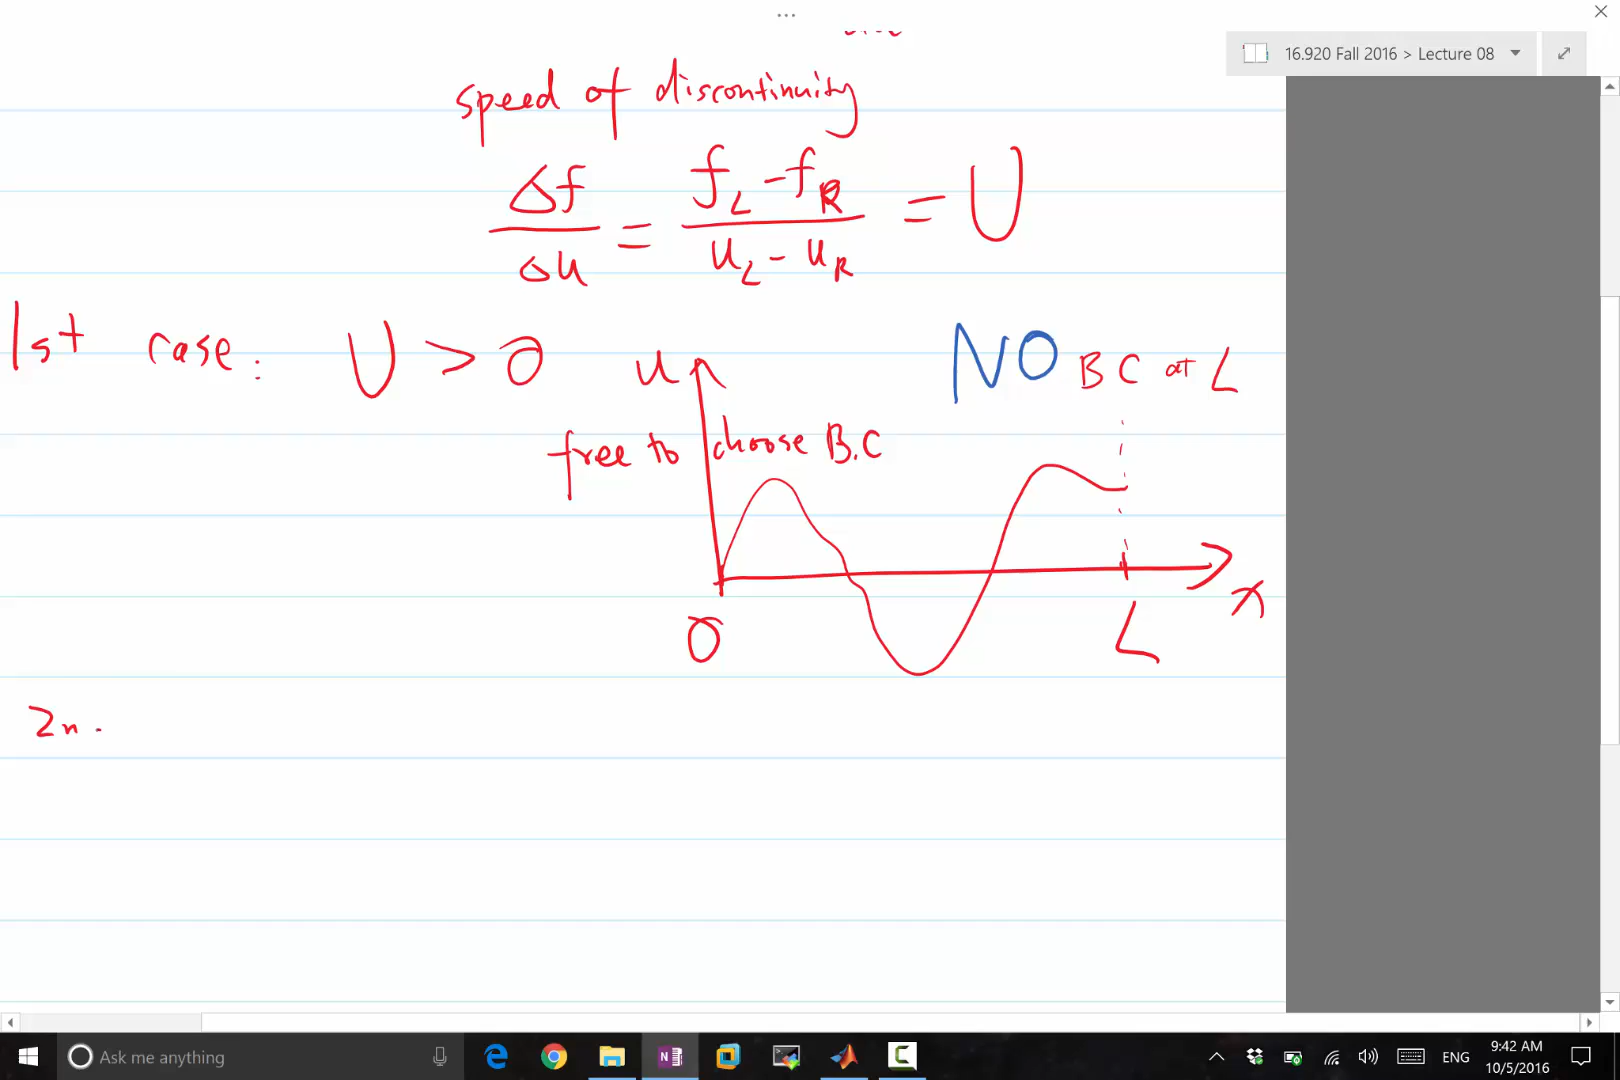 16.920 Fall 2016 > Lecture 08
speed of discontinuity
Δf/Δu = (f_L - f_R)/(u_L - u_R) = U
1st case: U > 0
u
NO BC at L
free to choose B.C
x
0
L
2n.
Ask me anything
ENG
9:42 AM
10/5/2016